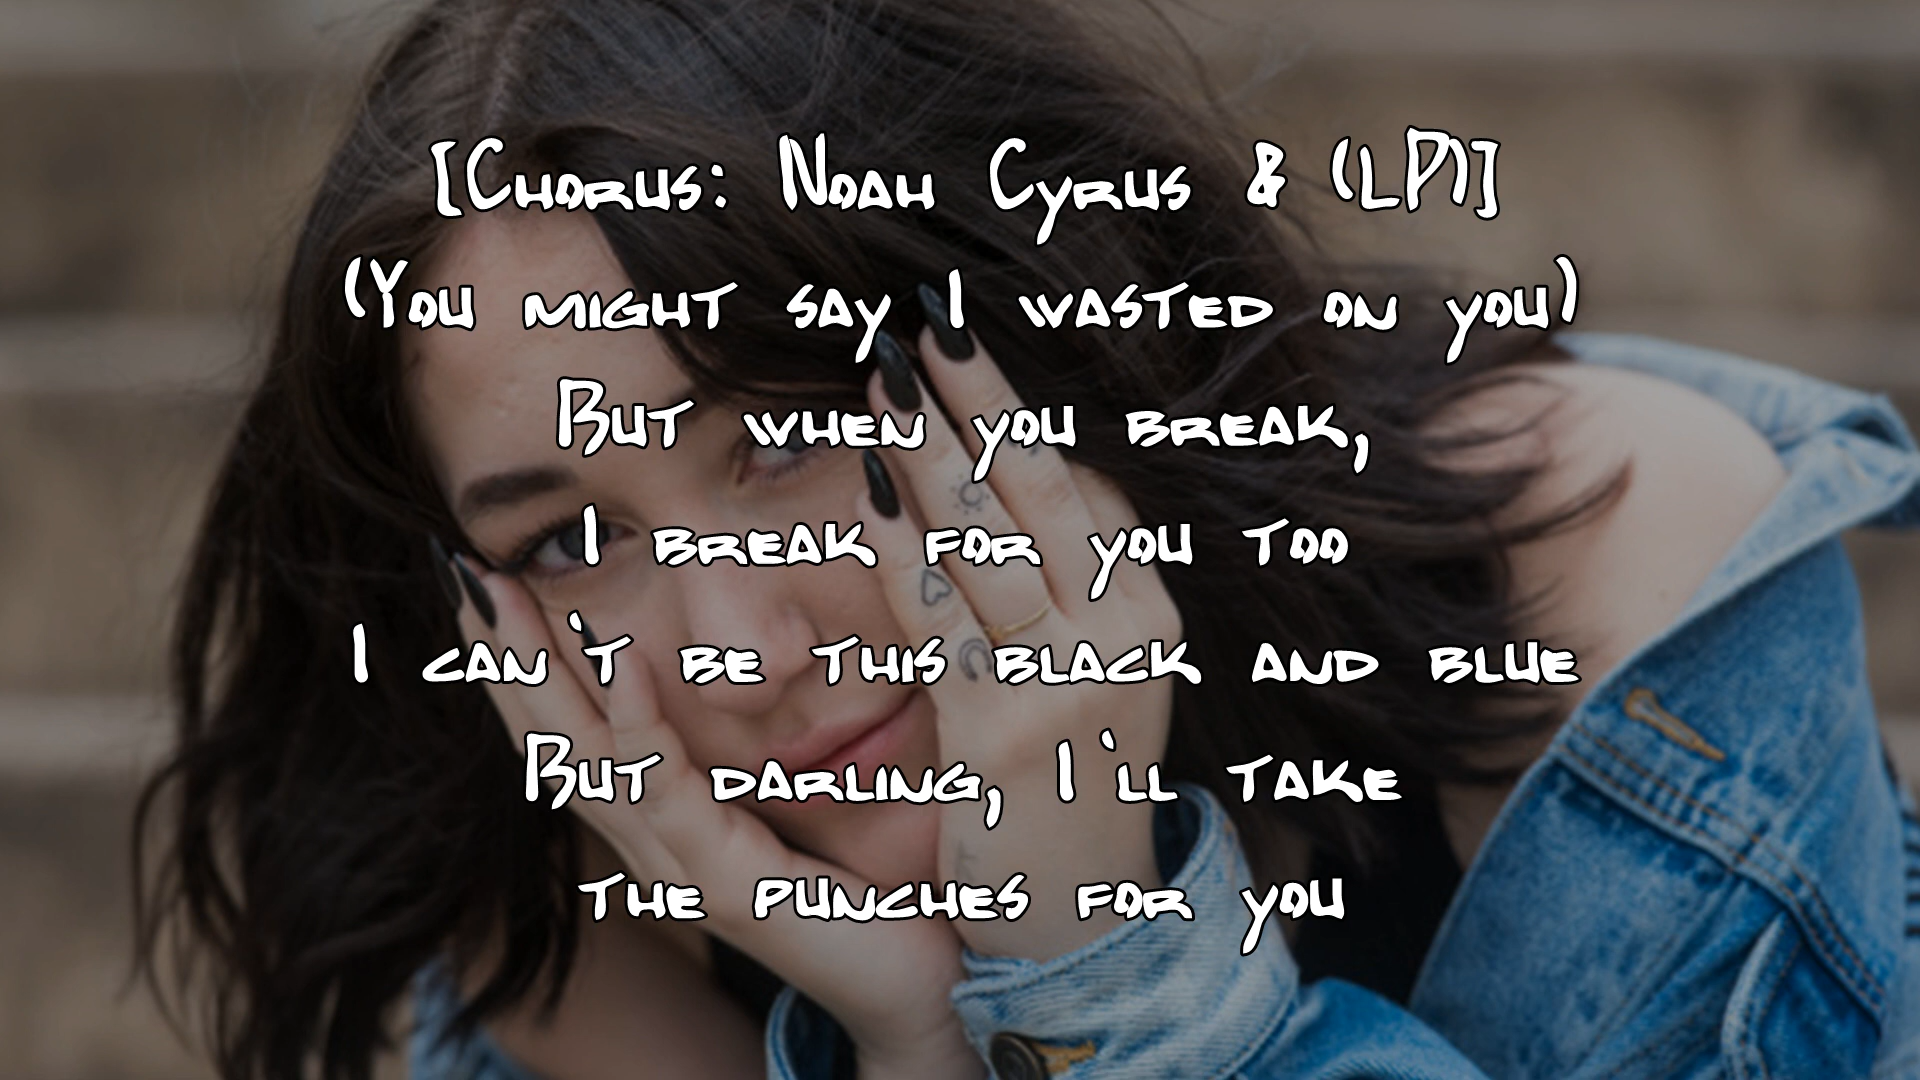 [Chorus: Noah Cyrus & (LP)]
(You might say I wasted on you)
But when you break,
I break for you too
I can't be this black and blue
But darling, I'll take
the punches for you